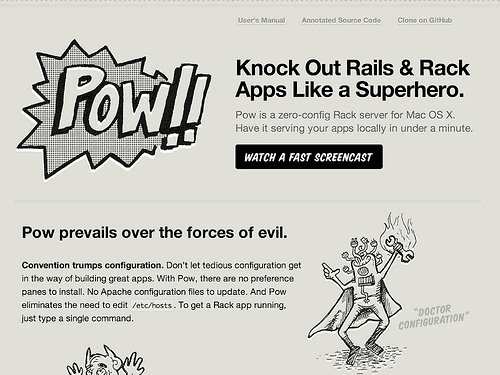 User's Manual Annotated Source Code Clone on GitHub
POW!!
Knock Out Rails & Rack
Apps Like a Superhero.
Pow is a zero-config Rack server for Mac OS X.
Have it serving your apps locally in under a minute.
WATCH A FAST SCREENCAST
Pow prevails over the forces of evil.
Convention trumps configuration. Don't let tedious configuration get
in the way of building great apps. With Pow, there are no preference
panes to install. No Apache configuration files to update. And Pow
eliminates the need to edit /etc/hosts. To get a Rack app running,
just type a single command.
"DOCTOR
CONFIGURATION"